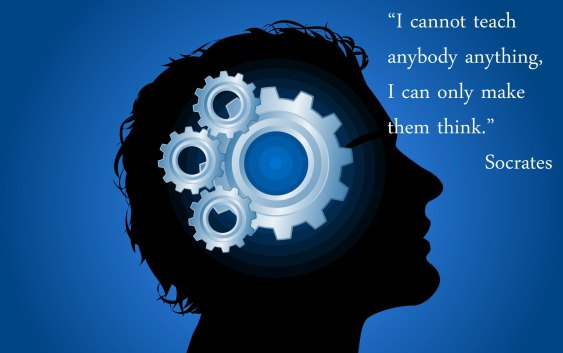 “I cannot teach
anybody anything,
I can only make
them think.”
Socrates